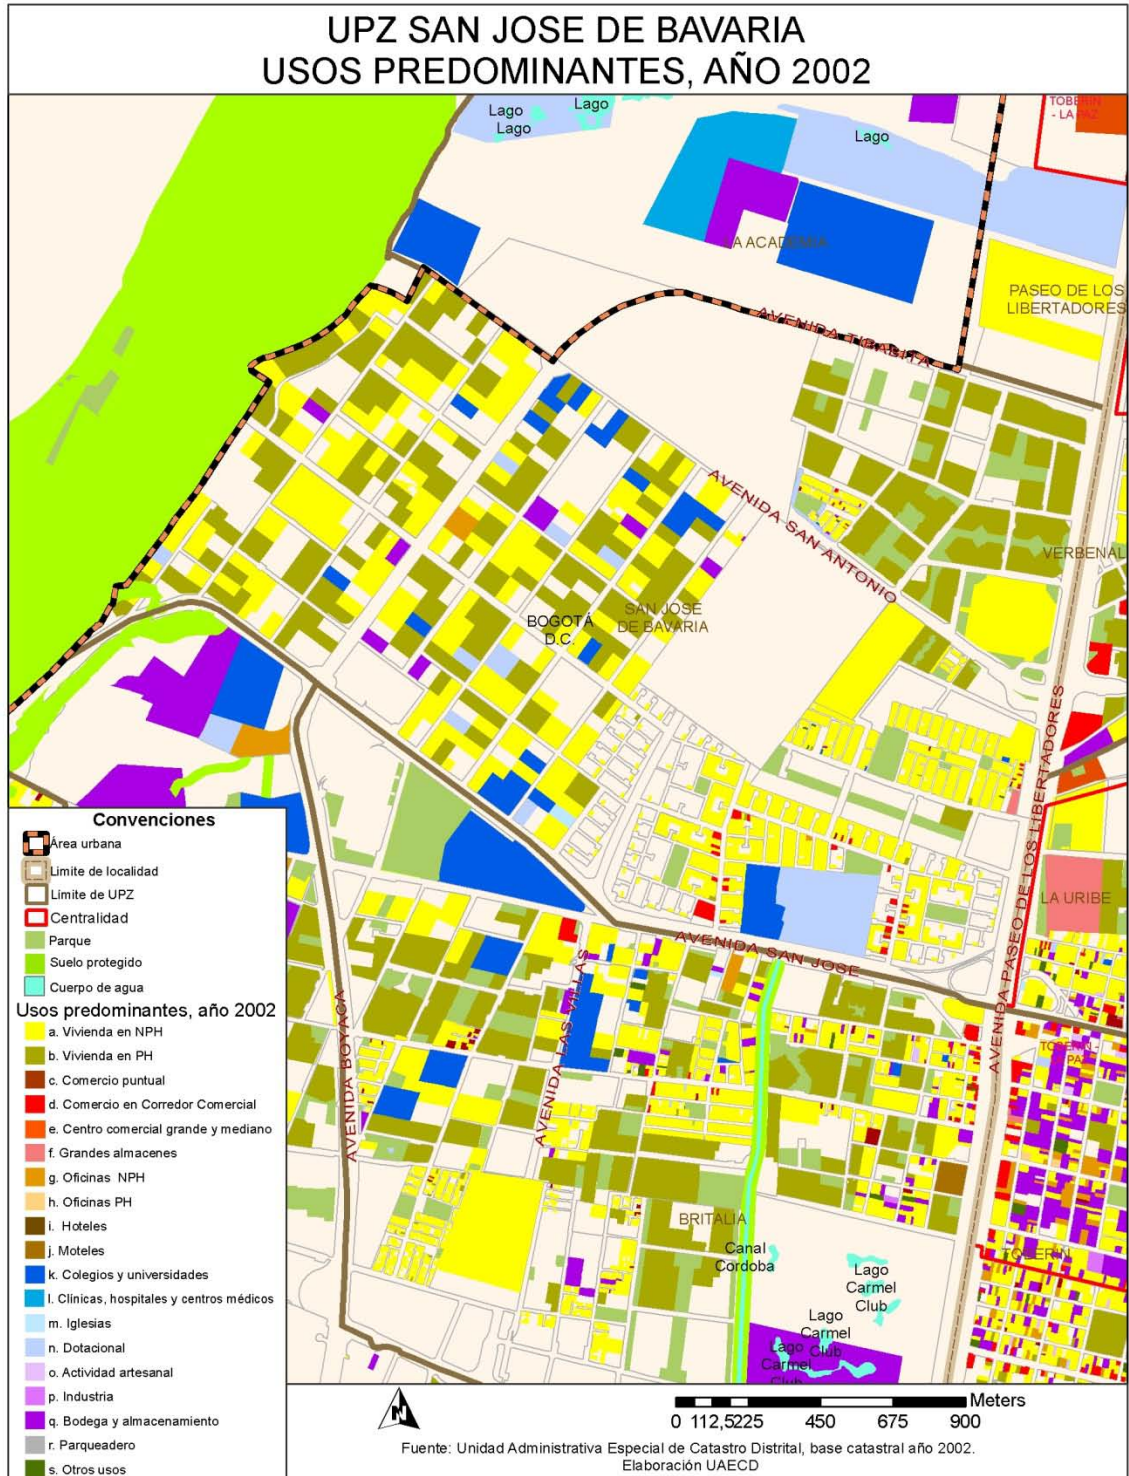 UPZ SAN JOSE DE BAVARIA
USOS PREDOMINANTES, AÑO 2002
Lago
Lago
Lago
Lago
TOBERIN
- LA PAZ
LA ACADEMIA
PASEO DE LOS
LIBERTADORES
AVENIDA TIBABITA
AVENIDA SAN ANTONIO
VERBENAL
BOGOTÁ
D.C.
SAN JOSE
DE BAVARIA
AVENIDA PASEO DE LOS LIBERTADORES
LA URIBE
AVENIDA SAN JOSE
AVENIDA BOYACA
AVENIDA LAS VILLAS
TOBERIN -
PAZ
BRITALIA
TOBERIN
Canal
Cordoba
Lago
Carmel
Club
Lago
Carmel
Club
Lago
Carmel
Club
Convenciones
Área urbana
Limite de localidad
Límite de UPZ
Centralidad
Parque
Suelo protegido
Cuerpo de agua
Usos predominantes, año 2002
a. Vivienda en NPH
b. Vivienda en PH
c. Comercio puntual
d. Comercio en Corredor Comercial
e. Centro comercial grande y mediano
f. Grandes almacenes
g. Oficinas NPH
h. Oficinas PH
i. Hoteles
j. Moteles
k. Colegios y universidades
l. Clínicas, hospitales y centros médicos
m. Iglesias
n. Dotacional
o. Actividad artesanal
p. Industria
q. Bodega y almacenamiento
r. Parqueadero
s. Otros usos
N
Meters
0 112,5225 450 675 900
Fuente: Unidad Administrativa Especial de Catastro Distrital, base catastral año 2002.
Elaboración UAECD